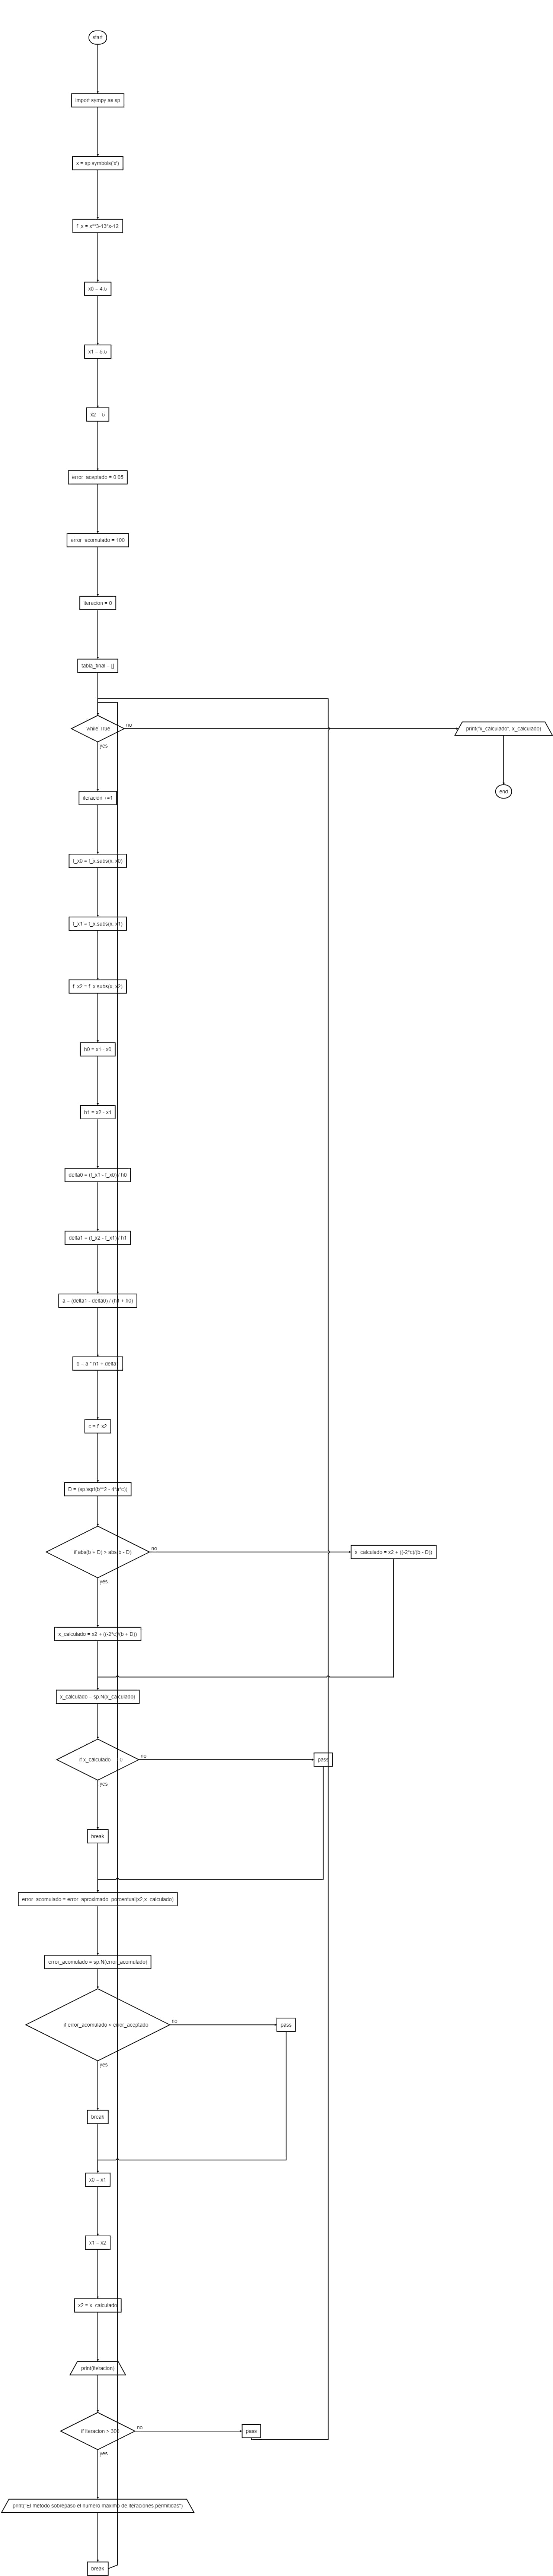 start
import sympy as sp
x = sp.symbols('x')
f_x = x**3-13*x-12
x0 = 4.5
x1 = 5.5
x2 = 5
error_aceptado = 0.05
error_acomulado = 100
iteracion = 0
tabla_final = []
while True
no
print("x_calculado", x_calculado)
yes
end
iteracion +=1
f_x0 = f_x.subs(x, x0)
f_x1 = f_x.subs(x, x1)
f_x2 = f_x.subs(x, x2)
h0 = x1 - x0
h1 = x2 - x1
delta0 = (f_x1 - f_x0) / h0
delta1 = (f_x2 - f_x1) / h1
a = (delta1 - delta0) / (h1 + h0)
b = a * h1 + delta1
c = f_x2
D = (sp.sqrt(b**2 - 4*a*c))
if abs(b + D) > abs(b - D)
no
x_calculado = x2 + ((-2*c)/(b - D))
yes
x_calculado = x2 + ((-2*c)/(b + D))
x_calculado = sp.N(x_calculado)
if x_calculado == 0
no
pass
yes
break
error_acomulado = error_aproximado_porcentual(x2,x_calculado)
error_acomulado = sp.N(error_acomulado)
if error_acomulado < error_aceptado
no
pass
yes
break
x0 = x1
x1 = x2
x2 = x_calculado
print(iteracion)
if iteracion > 300
no
pass
yes
print("El metodo sobrepaso el numero maximo de iteraciones permitidas")
break